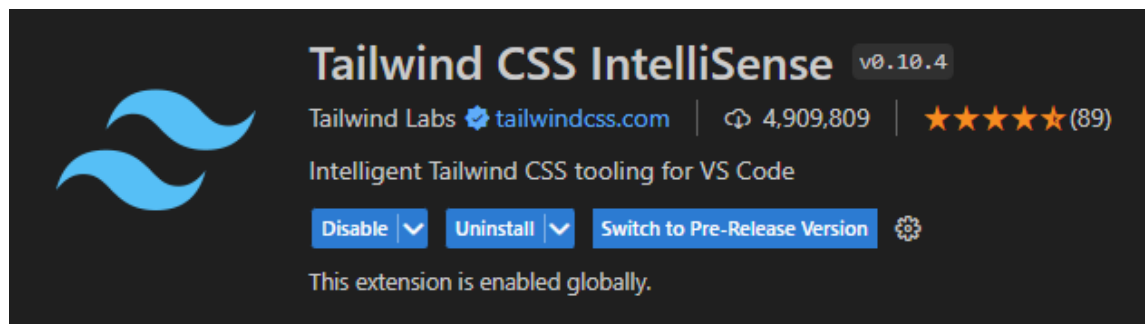 Tailwind CSS IntelliSense v0.10.4
Tailwind Labs tailwindcss.com 4,909,809 (89)
Intelligent Tailwind CSS tooling for VS Code
Disable Uninstall Switch to Pre-Release Version
This extension is enabled globally.